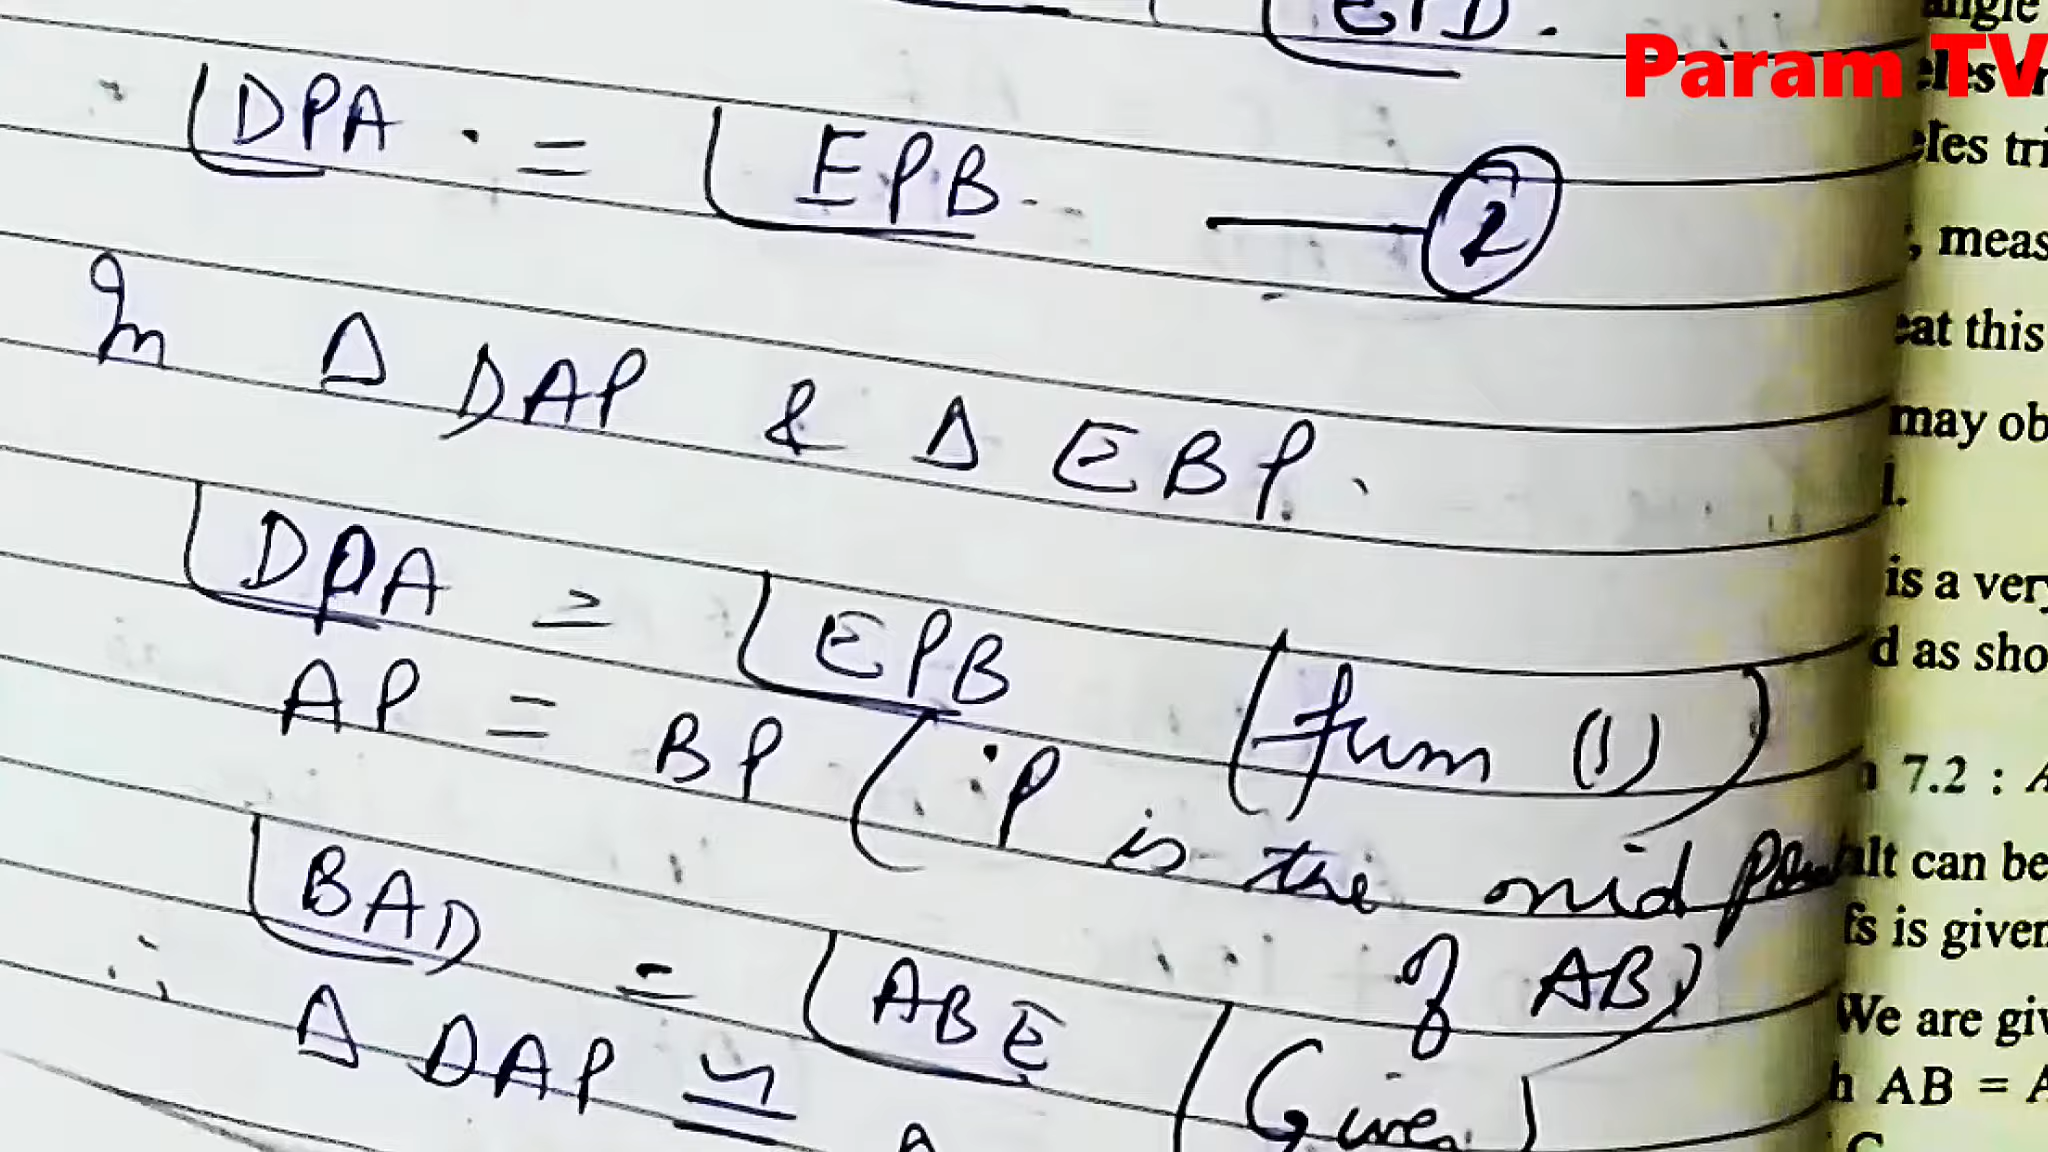 ∠EPD.
Param TV
∠DPA = ∠EPB — 2
In Δ DAP & Δ EBP.
∠DPA = ∠EPB (from (1))
AP = BP (∵ P is the mid
of AB)
∠BAD = ∠ABE (Given)
∴ Δ DAP ≅
angle
eles tri
, meas
eat this
may ob
l.
is a very
d as sho
7.2 : A
can be
fs is given
We are giv
h AB = A